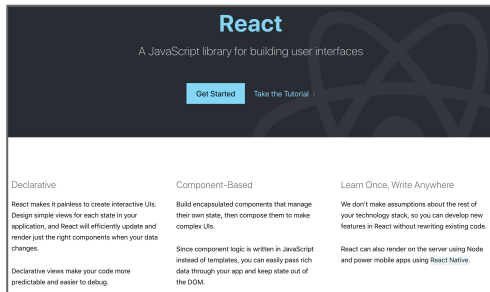 React
A JavaScript library for building user interfaces
Get Started
Take the Tutorial ›
Declarative
React makes it painless to create interactive UIs.
Design simple views for each state in your
application, and React will efficiently update and
render just the right components when your data
changes.
Declarative views make your code more
predictable and easier to debug.
Component-Based
Build encapsulated components that manage
their own state, then compose them to make
complex UIs.
Since component logic is written in JavaScript
instead of templates, you can easily pass rich
data through your app and keep state out of
the DOM.
Learn Once, Write Anywhere
We don't make assumptions about the rest of
your technology stack, so you can develop new
features in React without rewriting existing code.
React can also render on the server using Node
and power mobile apps using React Native.